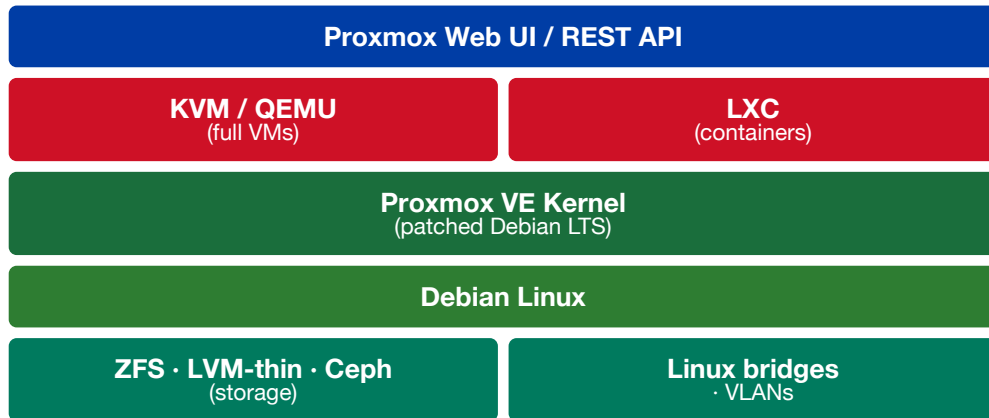 Proxmox Web UI / REST API
KVM / QEMU
(full VMs)
LXC
(containers)
Proxmox VE Kernel
(patched Debian LTS)
Debian Linux
ZFS · LVM-thin · Ceph
(storage)
Linux bridges
· VLANs